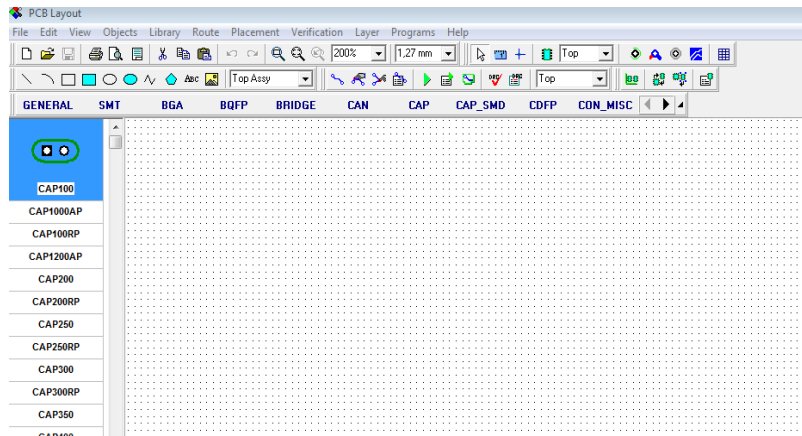 PCB Layout
File Edit View Objects Library Route Placement Verification Layer Programs Help
200% 1,27 mm Top
ABC Top Assy Top
GENERAL SMT BGA BQFP BRIDGE CAN CAP CAP_SMD CDFP CON_MISC
CAP100
CAP1000AP
CAP100RP
CAP1200AP
CAP200
CAP200RP
CAP250
CAP250RP
CAP300
CAP300RP
CAP350